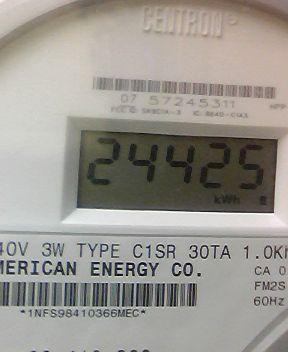 CENTRON
07 57245311
24425
kWh E
40V 3W TYPE C1SR 30TA 1.0K
MERICAN ENERGY CO.
CA 0
FM2S
60Hz
*1NFS98410366MEC*